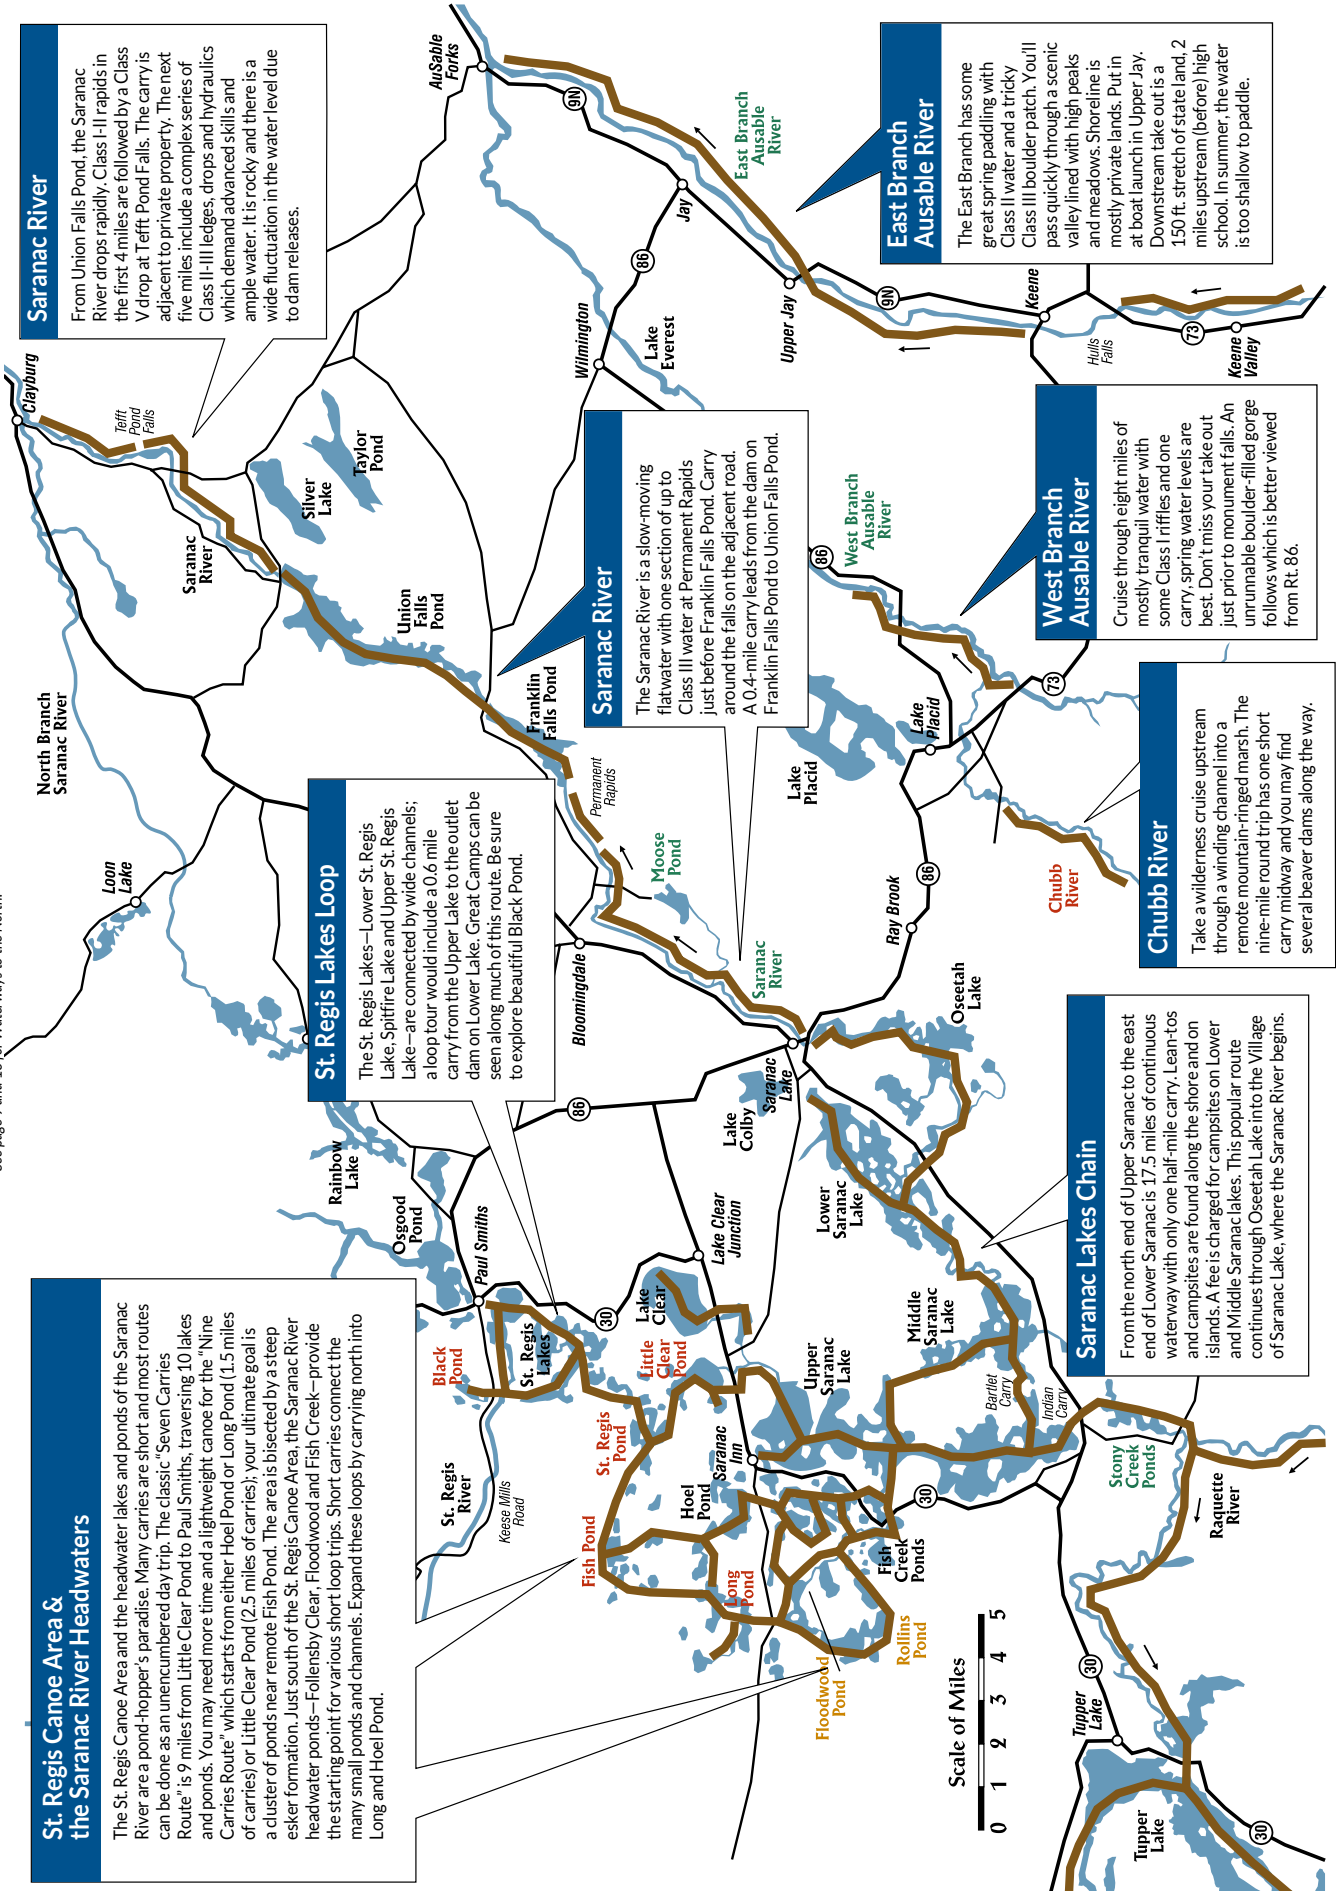 St. Regis Canoe Area &
the Saranac River Headwaters
The St. Regis Canoe Area and the headwater lakes and ponds of the Saranac
River are a pond-hopper's paradise. Many carries are short and most routes
can be done as an unencumbered day trip. The classic "Seven Carries
Route" is 9 miles from Little Clear Pond to Paul Smiths, traversing 10 lakes
and ponds. You may need more time and a lightweight canoe for the "Nine
Carries Route" which starts from either Hoel Pond or Long Pond (1.5 miles
of carries) or Little Clear Pond (2.5 miles of carries); your ultimate goal is
a cluster of ponds near remote Fish Pond. The area is bisected by a steep
esker formation. Just south of the St. Regis Canoe Area, the Saranac River
headwater ponds—Follensby Clear, Floodwood and Fish Creek—provide
the starting point for various short loop trips. Short carries connect the
many small ponds and channels. Expand these loops by carrying north into
Long and Hoel Pond.
St. Regis Lakes Loop
The St. Regis Lakes—Lower St. Regis
Lake, Spitfire Lake and Upper St. Regis
Lake—are connected by wide channels;
a loop tour would include a 0.6 mile
carry from the Upper Lake to the outlet
dam on Lower Lake. Great Camps can be
seen along much of this route. Be sure
to explore beautiful Black Pond.
Saranac River
From Union Falls Pond, the Saranac
River drops rapidly. Class I-II rapids in
the first 4 miles are followed by a Class
V drop at Tefft Pond Falls. The carry is
adjacent to private property. The next
five miles include a complex series of
Class II-III ledges, drops and hydraulics
which demand advanced skills and
ample water. It is rocky and there is a
wide fluctuation in the water level due
to dam releases.
Saranac River
The Saranac River is a slow-moving
flatwater with one section of up to
Class III water at Permanent Rapids
just before Franklin Falls Pond. Carry
around the falls on the adjacent road.
A 0.4-mile carry leads from the dam on
Franklin Falls Pond to Union Falls Pond.
East Branch
Ausable River
The East Branch has some
great spring paddling with
Class II water and a tricky
Class III boulder patch. You'll
pass quickly through a scenic
valley lined with high peaks
and meadows. Shoreline is
mostly private lands. Put in
at boat launch in Upper Jay.
Downstream take out is a
150 ft. stretch of state land, 2
miles upstream (before) high
school. In summer, the water
is too shallow to paddle.
West Branch
Ausable River
Cruise through eight miles of
mostly tranquil water with
some Class I riffles and one
carry, spring water levels are
best. Don't miss your take out
just prior to monument falls. An
unrunnable boulder-filled gorge
follows which is better viewed
from Rt. 86.
Chubb River
Take a wilderness cruise upstream
through a winding channel into a
remote mountain-ringed marsh. The
nine-mile round trip has one short
carry midway and you may find
several beaver dams along the way.
Saranac Lakes Chain
From the north end of Upper Saranac to the east
end of Lower Saranac is 17.5 miles of continuous
waterway with only one half-mile carry. Lean-tos
and campsites are found along the shore and on
islands. A fee is charged for campsites on Lower
and Middle Saranac lakes. This popular route
continues through Oseetah Lake into the Village
of Saranac Lake, where the Saranac River begins.
North Branch
Saranac River
Loon
Lake
Clayburg
Tefft
Pond
Falls
Saranac
River
Silver
Lake
Taylor
Pond
Union
Falls
Pond
Franklin
Falls Pond
Permanent
Rapids
Moose
Pond
Saranac
River
Bloomingdale
86
Rainbow
Lake
Osgood
Pond
Paul Smiths
Black
Pond
St. Regis
Lakes
St. Regis
River
Keese Mills
Road
30
Lake
Clear
Lake Clear
Junction
Little
Clear
Pond
St. Regis
Pond
Fish Pond
Hoel
Pond
Long
Pond
Saranac
Inn
Floodwood
Pond
Rollins
Pond
Fish
Creek
Ponds
30
Upper
Saranac
Lake
Middle
Saranac
Lake
Lower
Saranac
Lake
Bartlet
Carry
Indian
Carry
Lake
Colby
Saranac
Lake
Oseetah
Lake
Ray Brook
86
Lake
Placid
Lake
Placid
Chubb
River
73
86
West Branch
Ausable
River
Wilmington
Lake
Everest
86
AuSable
Forks
9N
Jay
East Branch
Ausable
River
Upper Jay
9N
Keene
Hulls
Falls
73
Keene
Valley
Stony
Creek
Ponds
Raquette
River
30
Tupper
Lake
Tupper
Lake
30
Scale of Miles
0 1 2 3 4 5